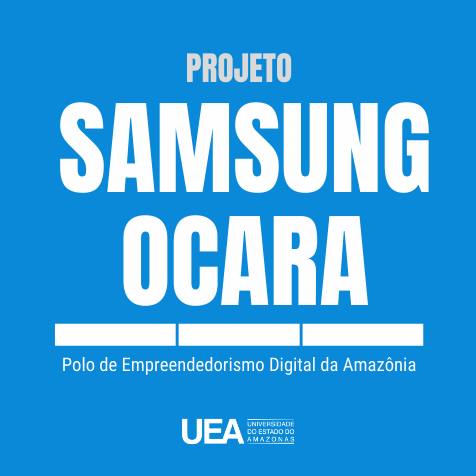 PROJETO
SAMSUNG
OCARA
Polo de Empreendedorismo Digital da Amazônia
UEA
UNIVERSIDADE
DO ESTADO DO
AMAZONAS